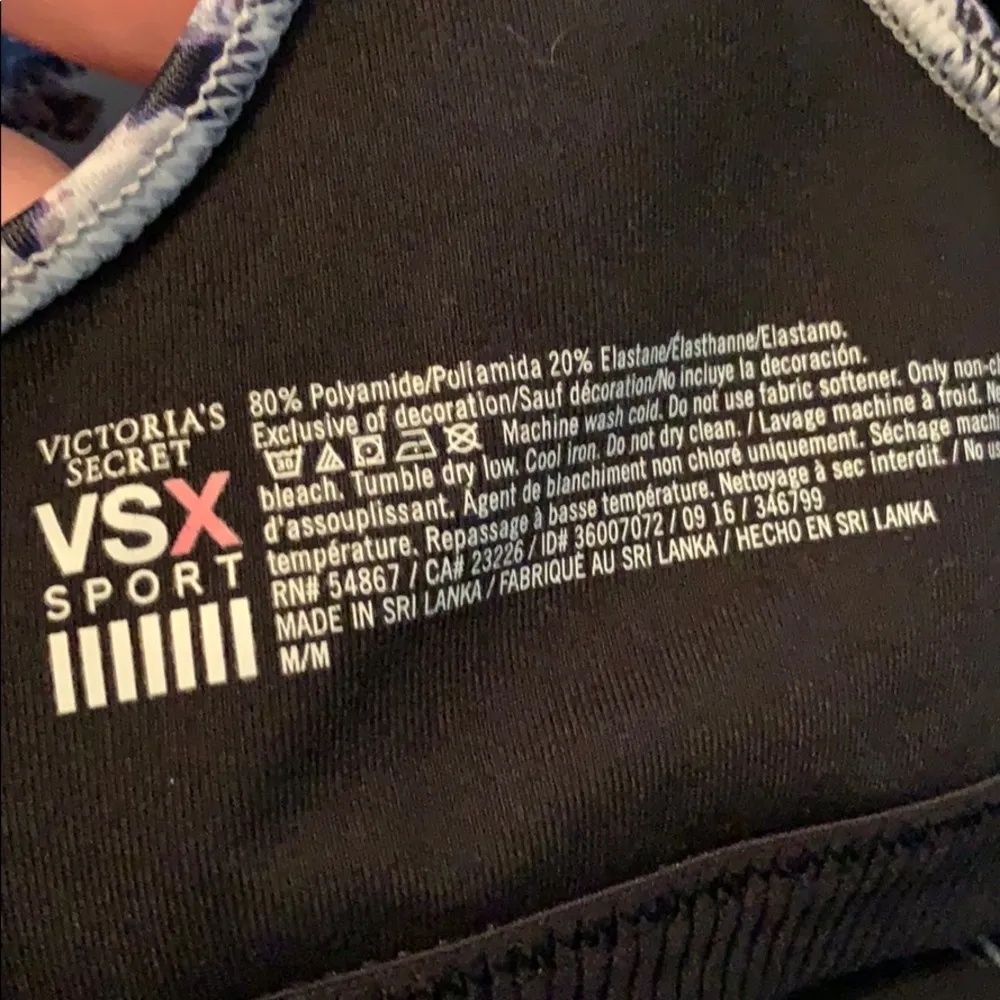 VICTORIA'S
SECRET
VSX
SPORT
80% Polyamide/Poliamida 20% Elastane/Élasthanne/Elastano.
Exclusive of decoration/Sauf décoration/No incluye la decoración.
30 Machine wash cold. Do not use fabric softener. Only non-
bleach. Tumble dry low. Cool iron. Do not dry clean. / Lavage machine à froid.
d'assouplissant. Agent de blanchiment non chloré uniquement. Séchage
température. Repassage à basse température. Nettoyage à sec interdit. / No
RN# 54867 / CA# 23226 / ID# 36007072 / 09 16 / 346799
MADE IN SRI LANKA / FABRIQUÉ AU SRI LANKA / HECHO EN SRI LANKA
M/M